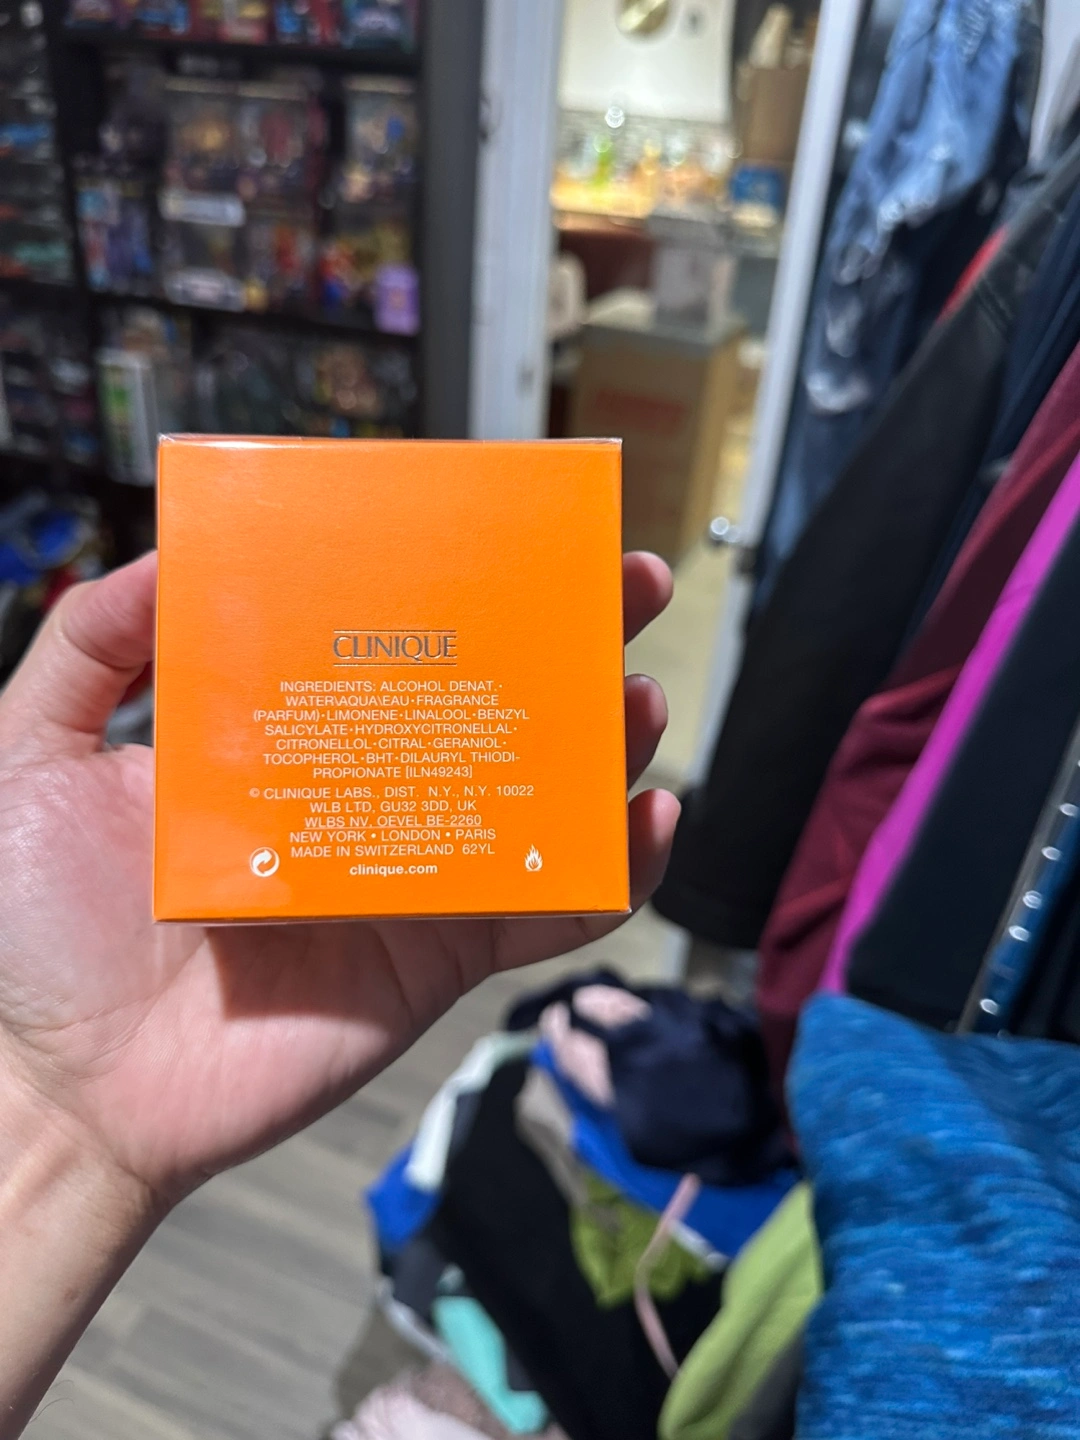 CLINIQUE
INGREDIENTS: ALCOHOL DENAT.•
WATER\AQUA\EAU•FRAGRANCE
(PARFUM)•LIMONENE•LINALOOL•BENZYL
SALICYLATE•HYDROXYCITRONELLAL•
CITRONELLOL•CITRAL•GERANIOL•
TOCOPHEROL•BHT•DILAURYL THIODI-
PROPIONATE [ILN49243]
© CLINIQUE LABS., DIST. N.Y., N.Y. 10022
WLB LTD, GU32 3DD, UK
WLBS NV, OEVEL BE-2260
NEW YORK • LONDON • PARIS
MADE IN SWITZERLAND 62YL
clinique.com